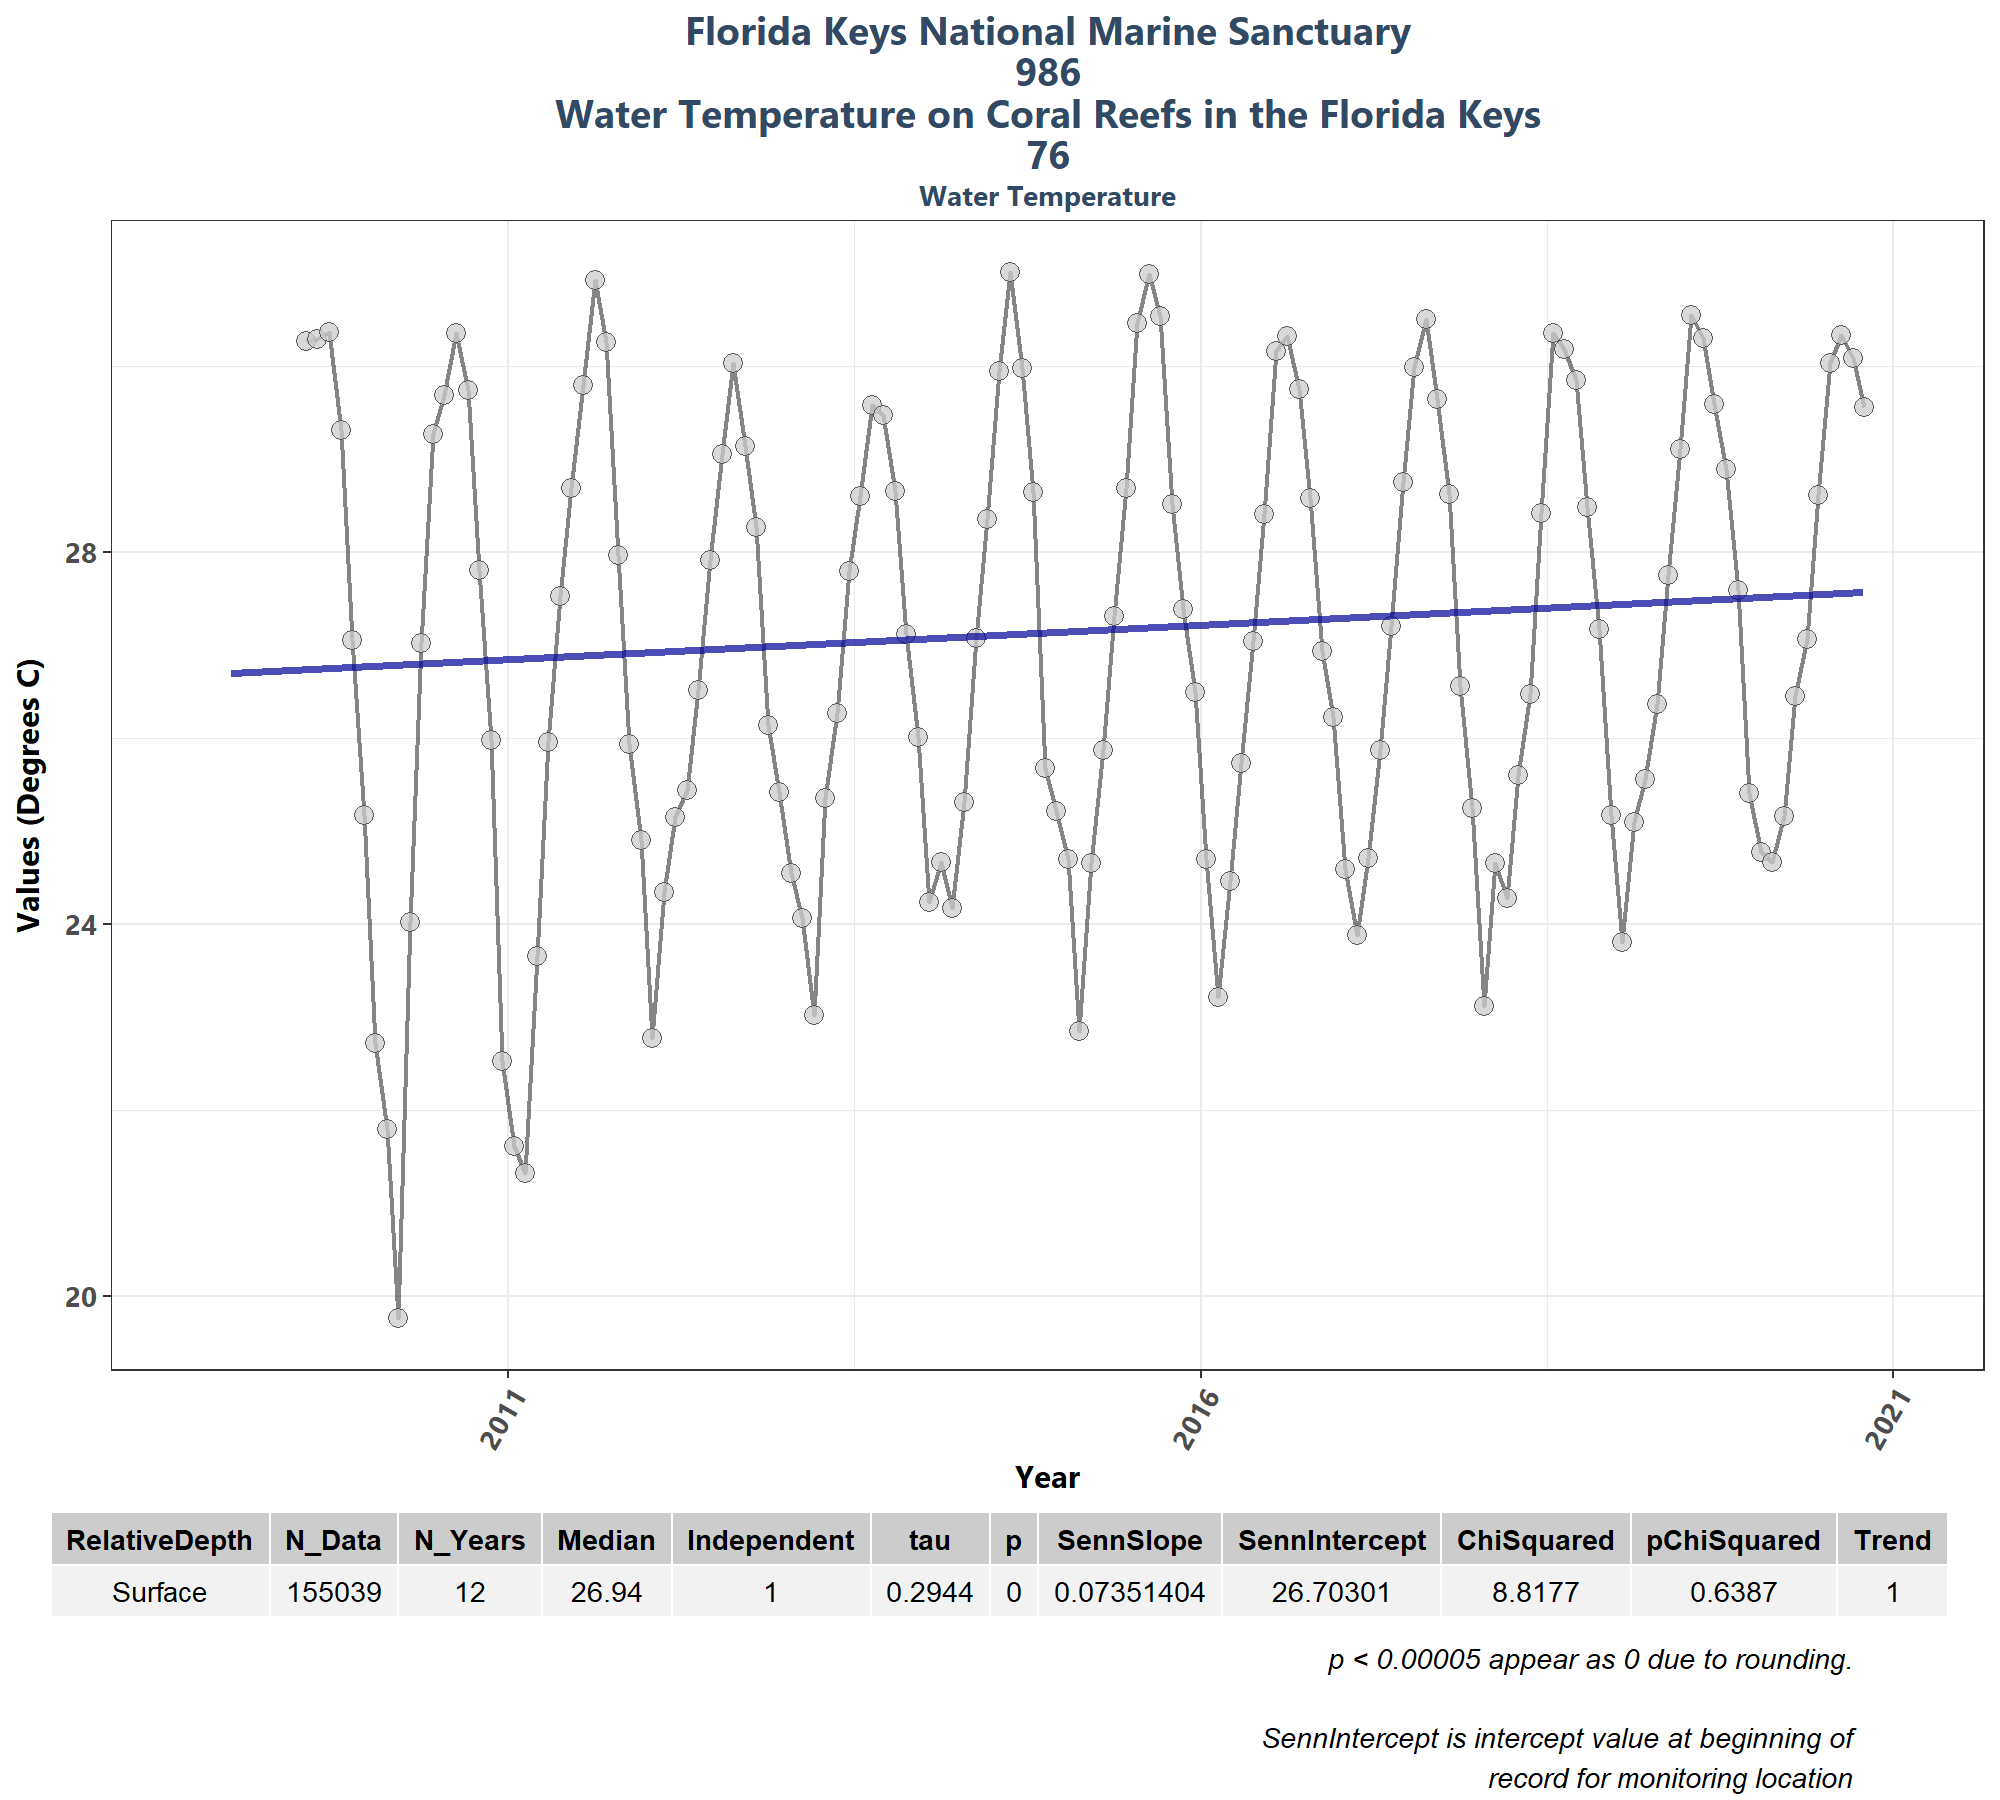 Florida Keys National Marine Sanctuary
986
Water Temperature on Coral Reefs in the Florida Keys
76
Water Temperature
Values (Degrees C)
28
24
20
2011
2016
2021
Year
RelativeDepth N_Data N_Years Median Independent tau p SennSlope SennIntercept ChiSquared pChiSquared Trend
Surface 155039 12 26.94 1 0.2944 0 0.07351404 26.70301 8.8177 0.6387 1
p < 0.00005 appear as 0 due to rounding.
SennIntercept is intercept value at beginning of
record for monitoring location